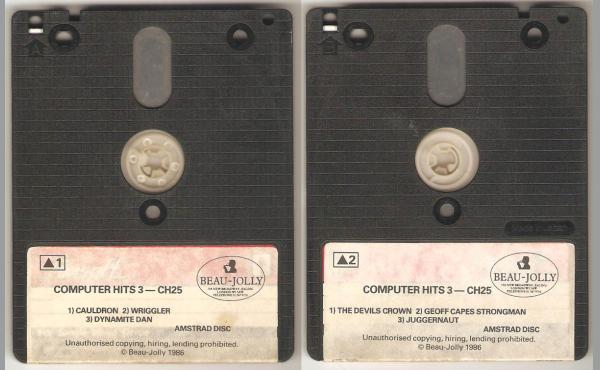 ▲1
BEAU-JOLLY
COMPUTER HITS 3 — CH25
1) CAULDRON 2) WRIGGLER
3) DYNAMITE DAN
AMSTRAD DISC
Unauthorised copying, hiring, lending prohibited.
© Beau-Jolly 1986
▲2
BEAU-JOLLY
COMPUTER HITS 3 — CH25
1) THE DEVILS CROWN 2) GEOFF CAPES STRONGMAN
3) JUGGERNAUT
AMSTRAD DISC
Unauthorised copying, hiring, lending prohibited.
© Beau-Jolly 1986